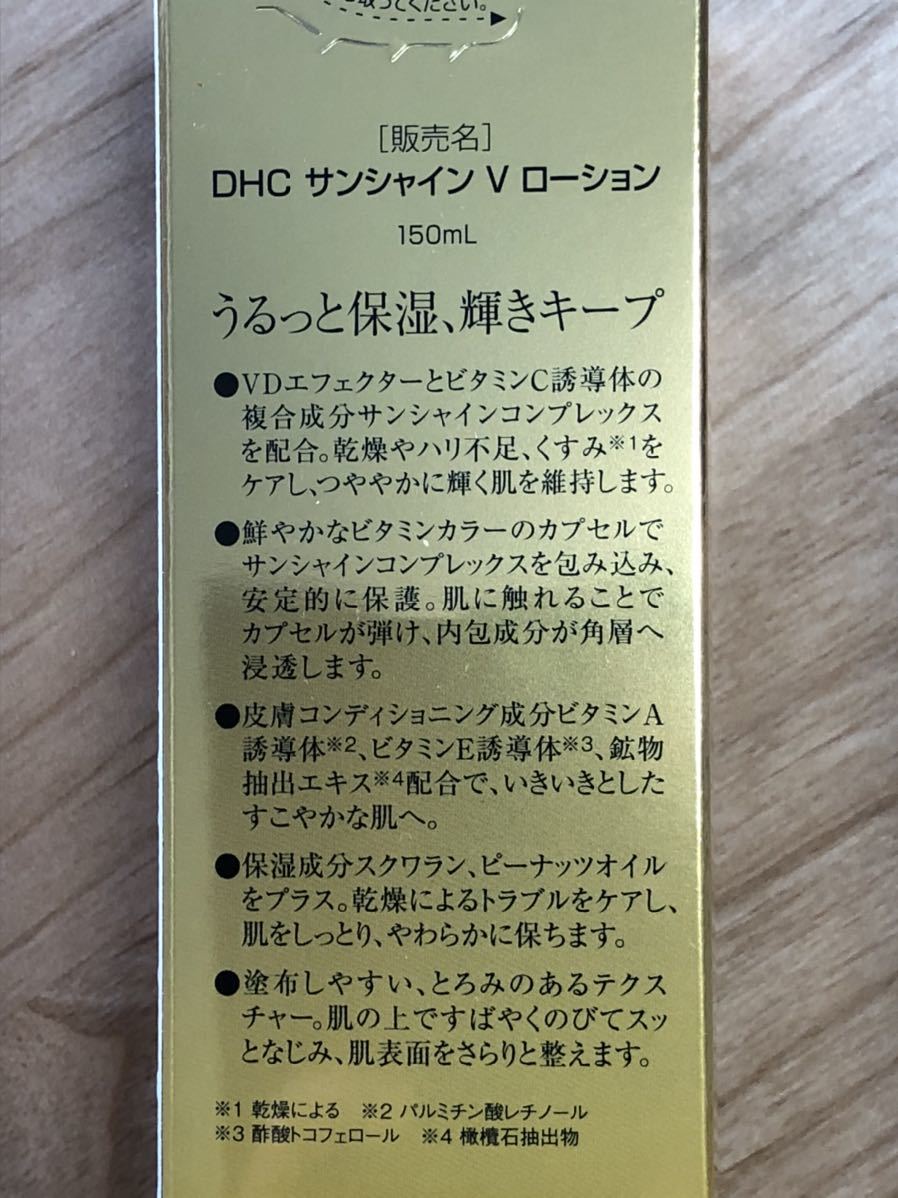 取ってください。
[販売名]
DHC サンシャイン V ローション
150mL
うるっと保湿、輝きキープ
●VDエフェクターとビタミンC誘導体の
複合成分サンシャインコンプレックス
を配合。乾燥やハリ不足、くすみ※1を
ケアし、つややかに輝く肌を維持します。
●鮮やかなビタミンカラーのカプセルで
サンシャインコンプレックスを包み込み、
安定的に保護。肌に触れることで
カプセルが弾け、内包成分が角層へ
浸透します。
●皮膚コンディショニング成分ビタミンA
誘導体※2、ビタミンE誘導体※3、鉱物
抽出エキス※4配合で、いきいきとした
すこやかな肌へ。
●保湿成分スクワラン、ピーナッツオイル
をプラス。乾燥によるトラブルをケアし、
肌をしっとり、やわらかに保ちます。
●塗布しやすい、とろみのあるテクス
チャー。肌の上ですばやくのびてスッ
となじみ、肌表面をさらりと整えます。
※1 乾燥による ※2 パルミチン酸レチノール
※3 酢酸トコフェロール ※4 橄欖石抽出物